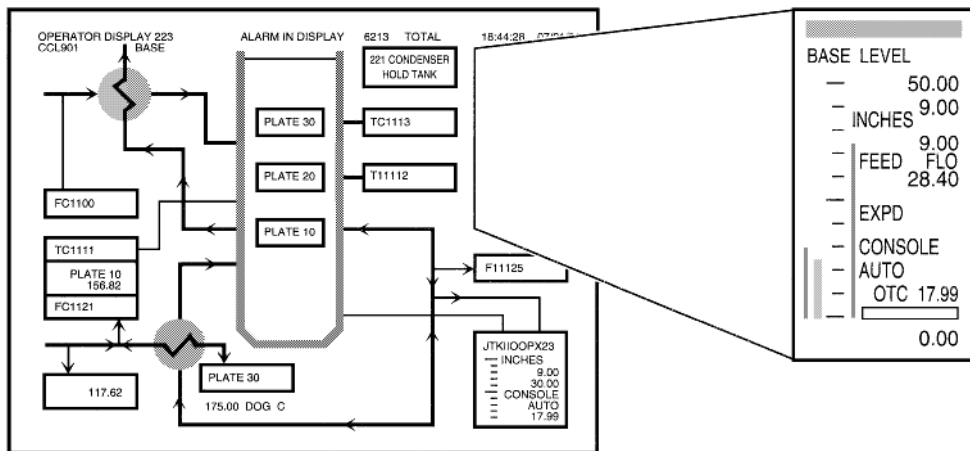 OPERATOR DISPLAY 223
ALARM IN DISPLAY
6213 TOTAL
18:44:28
CCL901 BASE
221 CONDENSER
HOLD TANK
PLATE 30
TC1113
PLATE 20
T11112
PLATE 10
FC1100
TC1111
PLATE 10
156.82
FC1121
F11125
117.62
PLATE 30
175.00 DOG C
JTKIIOOPX23
INCHES
9.00
30.00
CONSOLE
AUTO
17.99
BASE LEVEL
50.00
9.00
INCHES
9.00
FEED FLO
28.40
EXPD
CONSOLE
AUTO
OTC 17.99
0.00